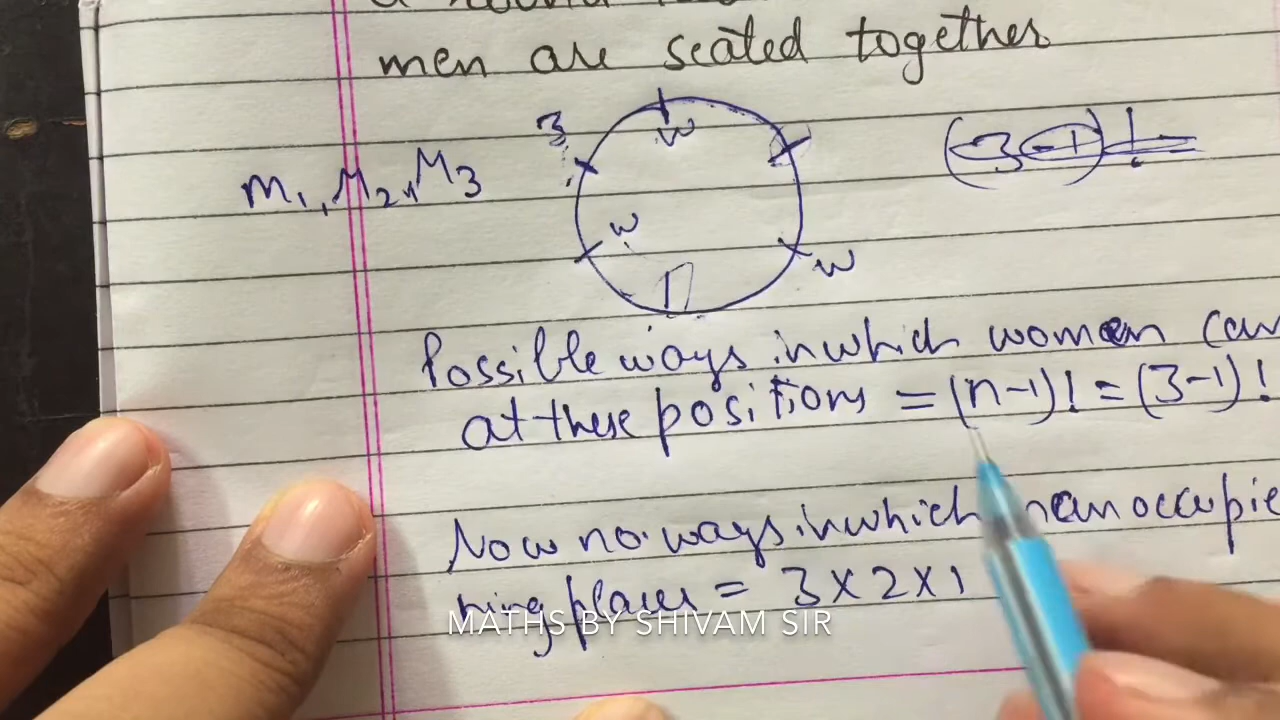 men are seated together
3 w
(3-1)!
M1, M2, M3
w
w
Possible ways in which women can
at these positions = (n-1)! = (3-1)!
Now no. ways in which occupie
places = 3 x 2 x 1
MATHS BY SHIVAM SIR